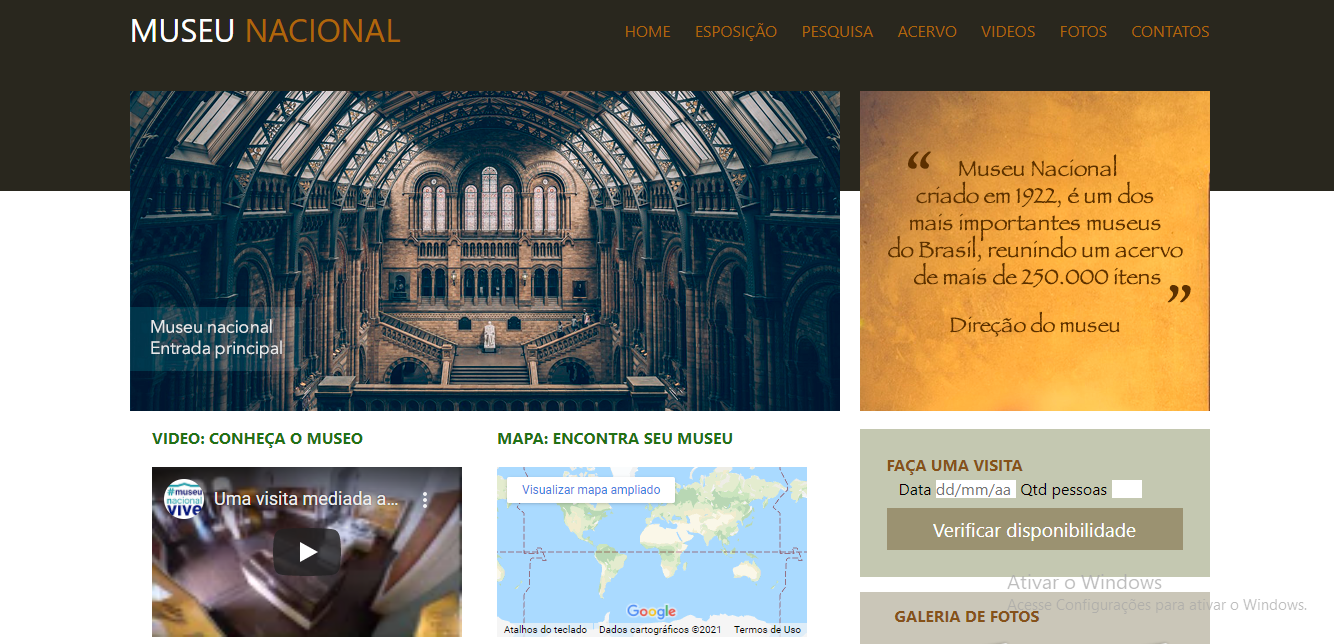 MUSEU NACIONAL
HOME ESPOSIÇÃO PESQUISA ACERVO VIDEOS FOTOS CONTATOS
Museu nacional
Entrada principal
“ Museu Nacional
criado em 1922, é um dos
mais importantes museus
do Brasil, reunindo um acervo
de mais de 250.000 itens ”
Direção do museu
VIDEO: CONHEÇA O MUSEO
#museu
nacional
vive
Uma visita mediada a...
MAPA: ENCONTRA SEU MUSEU
Visualizar mapa ampliado
Google
Atalhos do teclado Dados cartográficos ©2021 Termos de Uso
FAÇA UMA VISITA
Data dd/mm/aa Qtd pessoas
Verificar disponibilidade
Ativar o Windows
Acesse Configurações para ativar o Windows.
GALERIA DE FOTOS